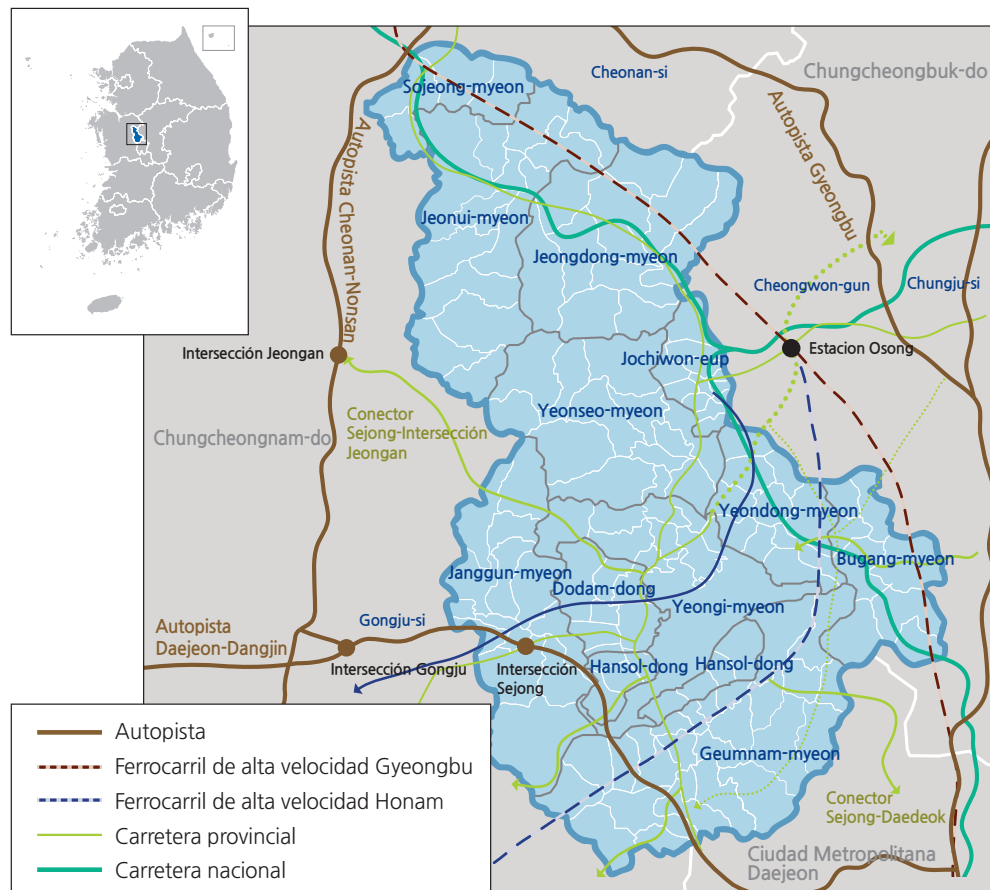 Cheonan-si
Chungcheongbuk-do
Sojeong-myeon
Autopista Cheonan-Nonsan
Autopista Gyeongbu
Jeonui-myeon
Jeongdong-myeon
Cheongwon-gun
Chungju-si
Intersección Jeongan
Jochiwon-eup
Estacion Osong
Yeonseo-myeon
Conector
Sejong-Intersección
Jeongan
Chungcheongnam-do
Yeondong-myeon
Bugang-myeon
Janggun-myeon
Dodam-dong
Yeongi-myeon
Gongju-si
Autopista
Daejeon-Dangjin
Intersección Gongju
Intersección
Sejong
Hansol-dong
Hansol-dong
Geumnam-myeon
Conector
Sejong-Daedeok
Ciudad Metropolitana
Daejeon
Autopista
Ferrocarril de alta velocidad Gyeongbu
Ferrocarril de alta velocidad Honam
Carretera provincial
Carretera nacional